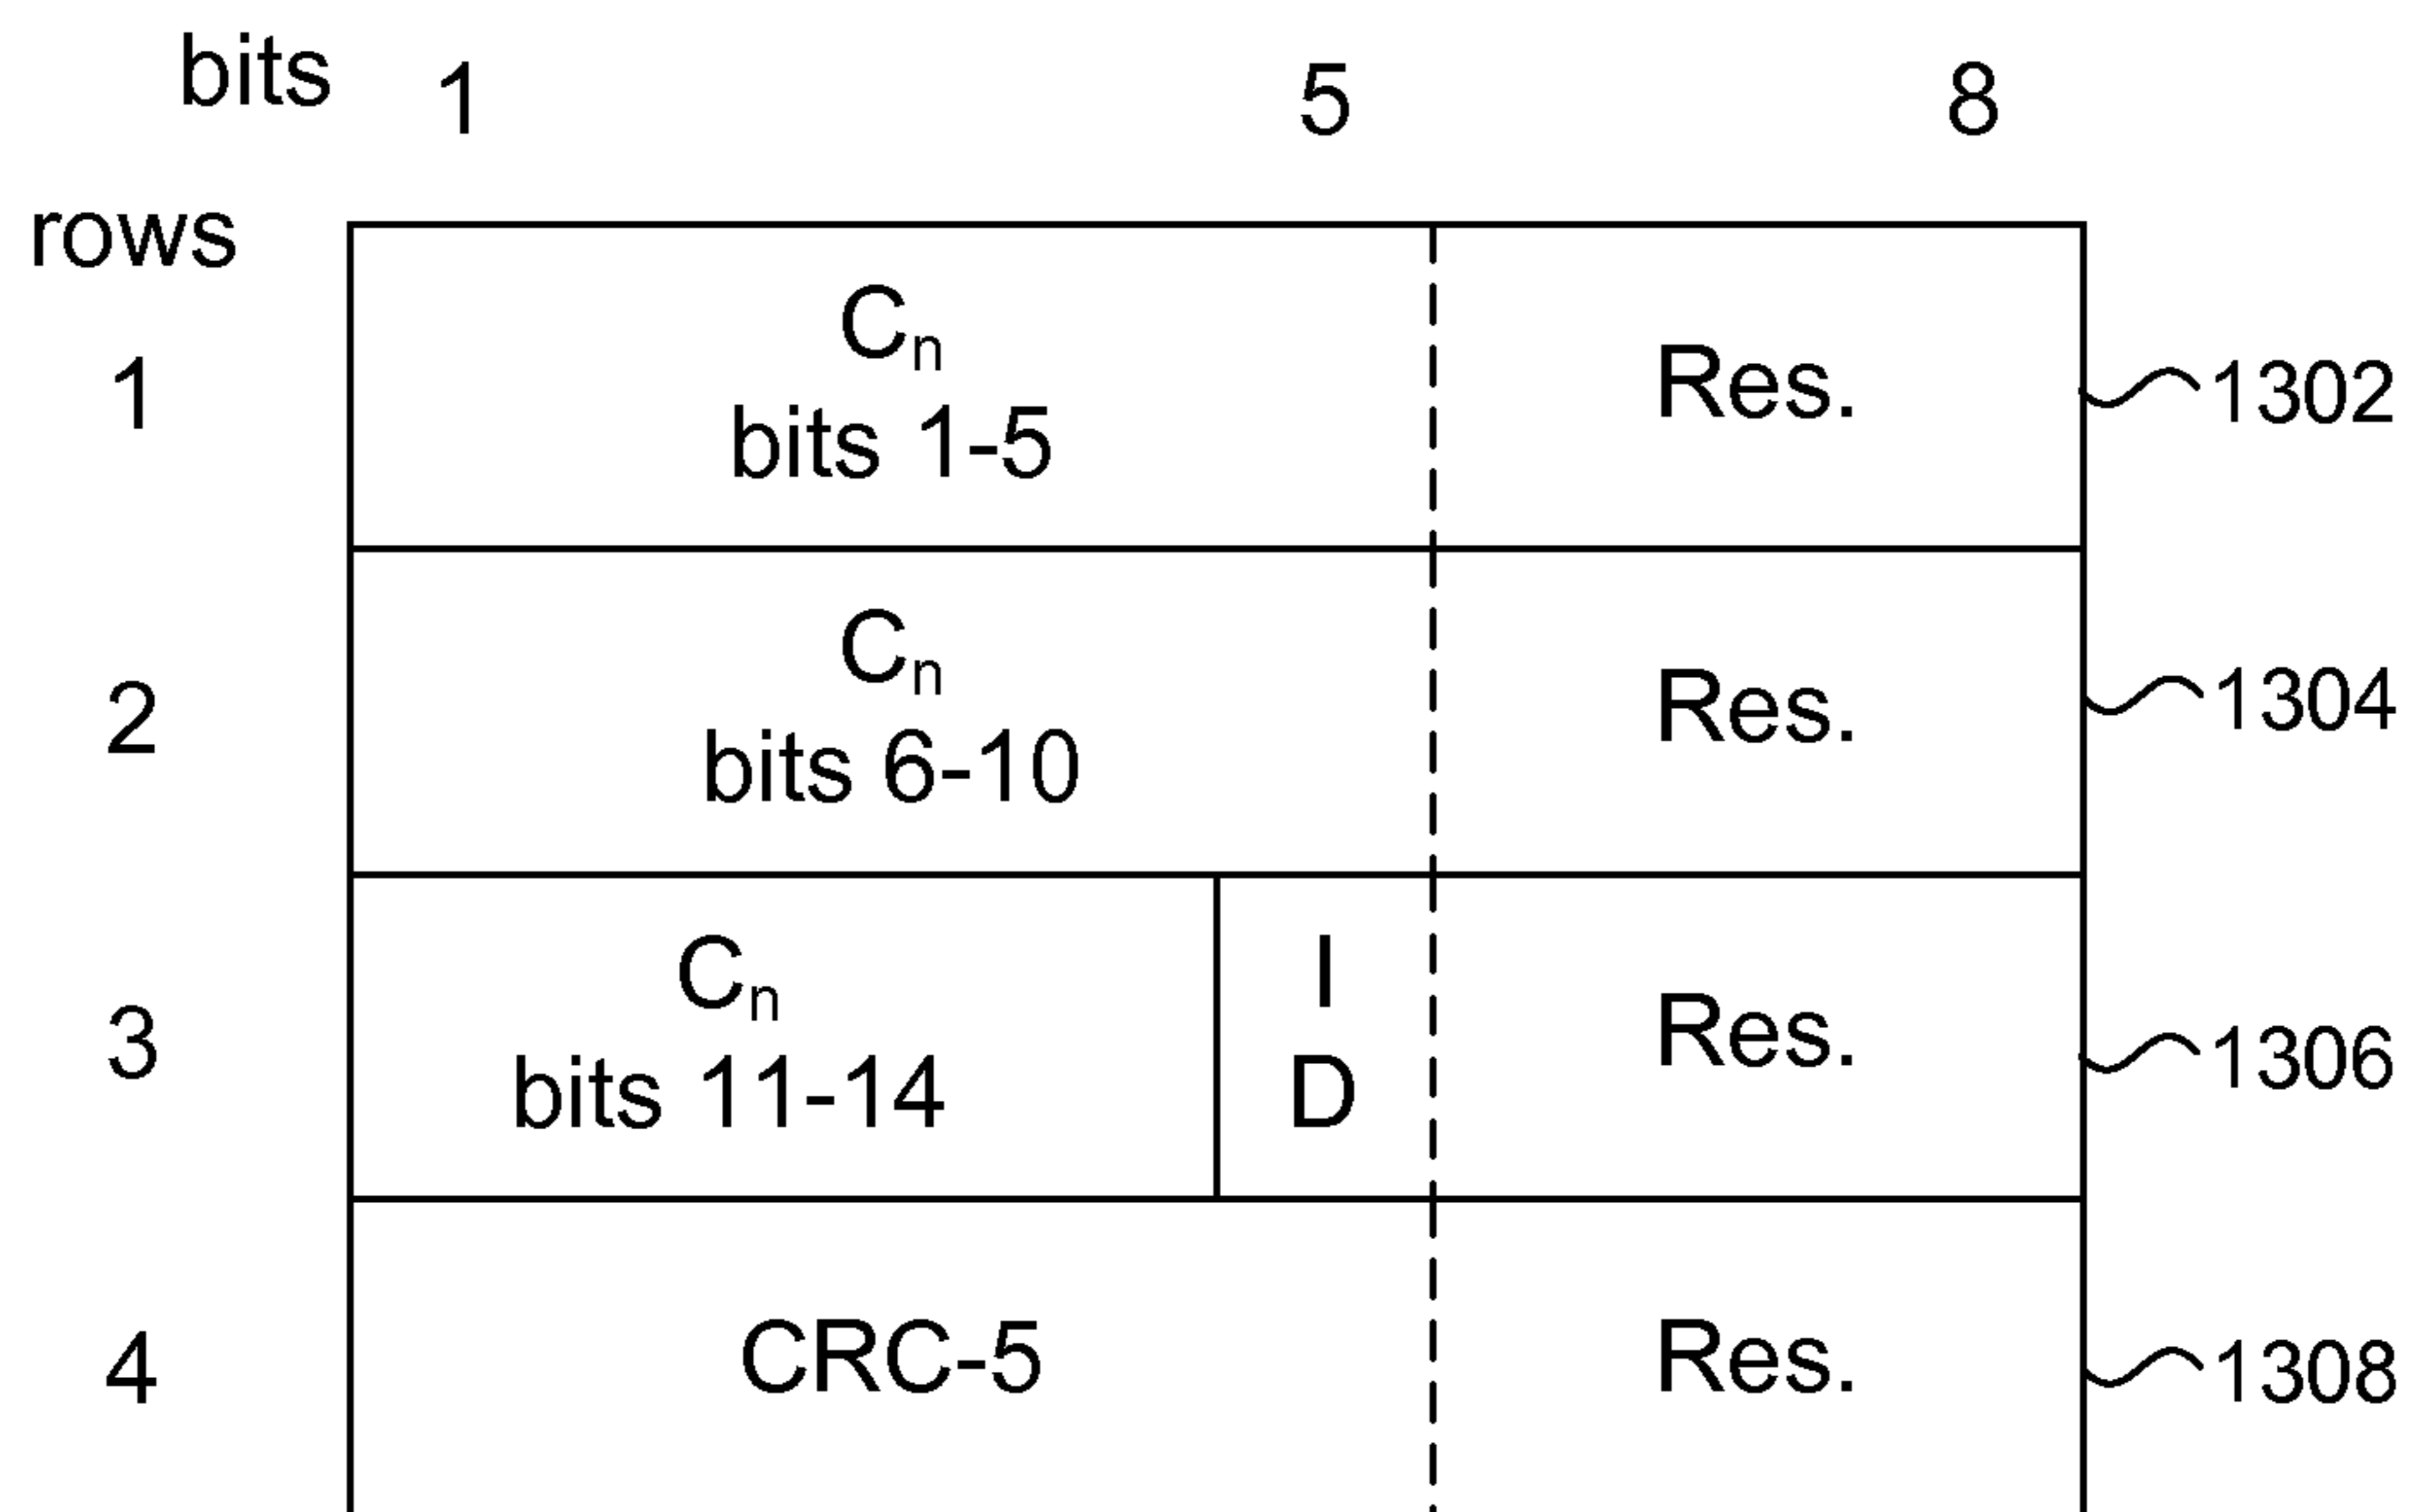 bits 1 5 8
rows
1 Cn Res. 1302
bits 1-5
2 Cn Res. 1304
bits 6-10
3 Cn I Res. 1306
bits 11-14 D
4 CRC-5 Res. 1308